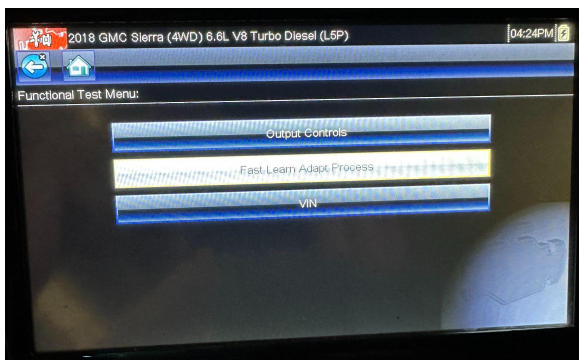 2018 GMC Sierra (4WD) 6.6L V8 Turbo Diesel (L5P)
04:24PM
Functional Test Menu:
Output Controls
Fast Learn Adapt Process
VIN